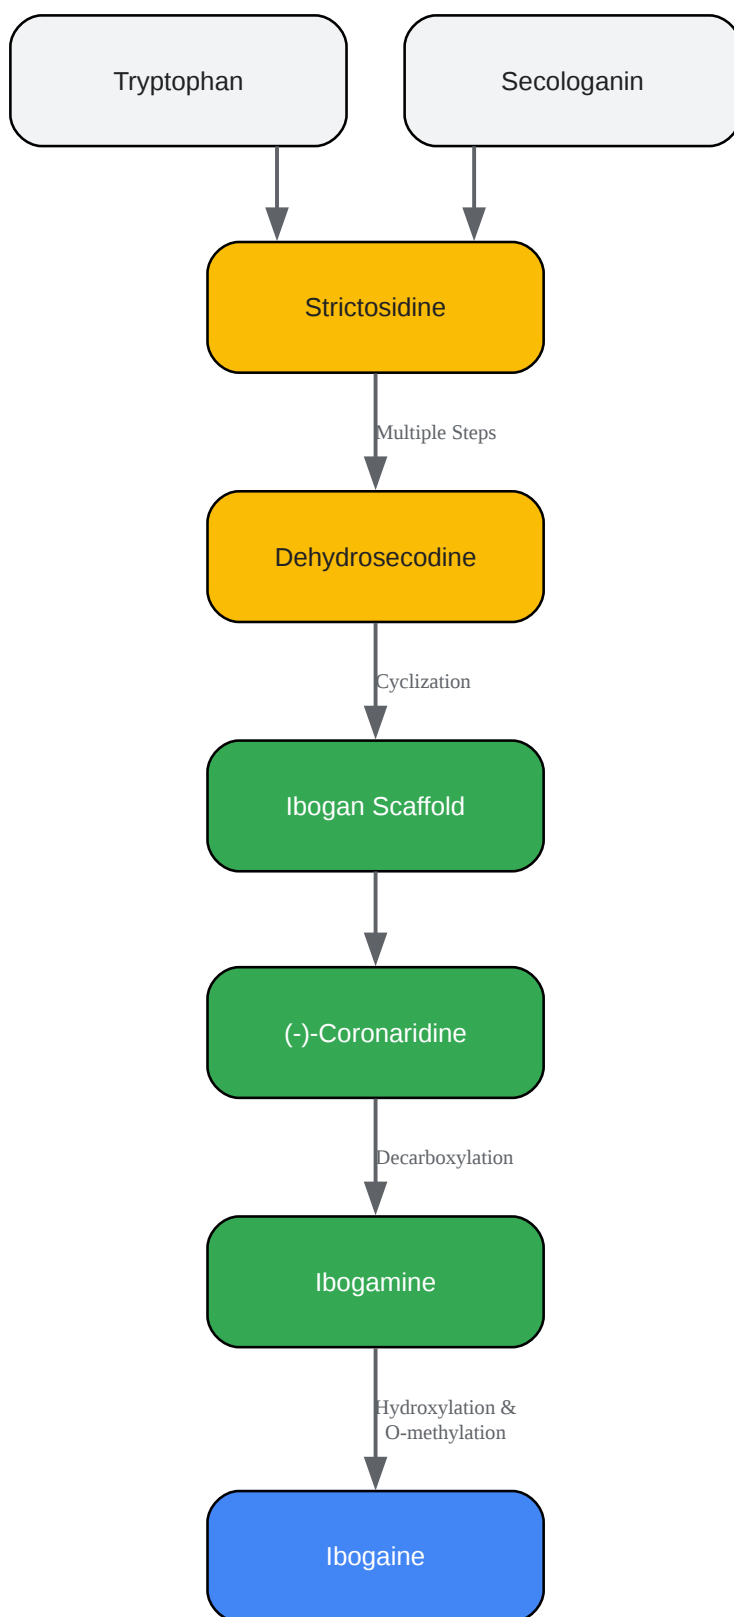 Tryptophan
Secologanin
Strictosidine
Multiple Steps
Dehydrosecodine
Cyclization
Ibogan Scaffold
(-)-Coronaridine
Decarboxylation
Ibogamine
Hydroxylation &
O-methylation
Ibogaine